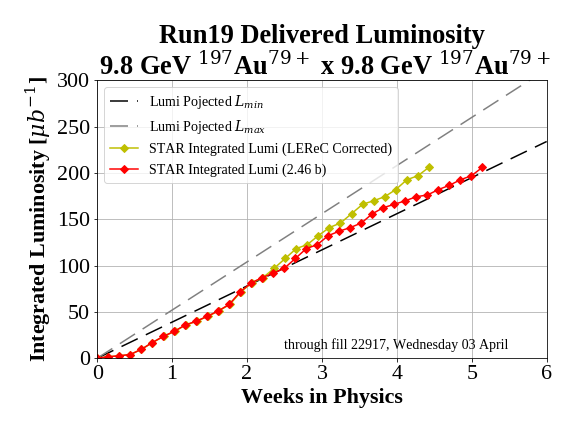 Run19 Delivered Luminosity
9.8 GeV ¹⁹⁷Au⁷⁹⁺ x 9.8 GeV ¹⁹⁷Au⁷⁹⁺
Integrated Luminosity [μb⁻¹]
300
250
200
150
100
50
0
Lumi Pojected L_min
Lumi Pojected L_max
STAR Integrated Lumi (LEReC Corrected)
STAR Integrated Lumi (2.46 b)
through fill 22917, Wednesday 03 April
0 1 2 3 4 5 6
Weeks in Physics